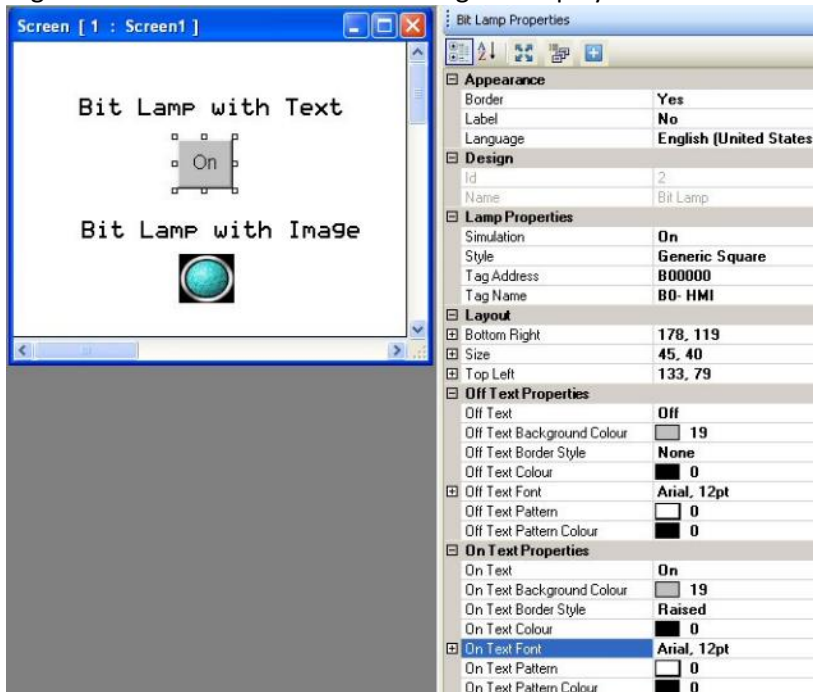 Screen [ 1 : Screen1 ]
Bit Lamp with Text
On
Bit Lamp with Image
Bit Lamp Properties
Appearance
Border Yes
Label No
Language English (United States
Design
Id 2
Name Bit Lamp
Lamp Properties
Simulation On
Style Generic Square
Tag Address B00000
Tag Name B0- HMI
Layout
Bottom Right 178, 119
Size 45, 40
Top Left 133, 79
Off Text Properties
Off Text Off
Off Text Background Colour 19
Off Text Border Style None
Off Text Colour 0
Off Text Font Arial, 12pt
Off Text Pattern 0
Off Text Pattern Colour 0
On Text Properties
On Text On
On Text Background Colour 19
On Text Border Style Raised
On Text Colour 0
On Text Font Arial, 12pt
On Text Pattern 0
On Text Pattern Colour 0